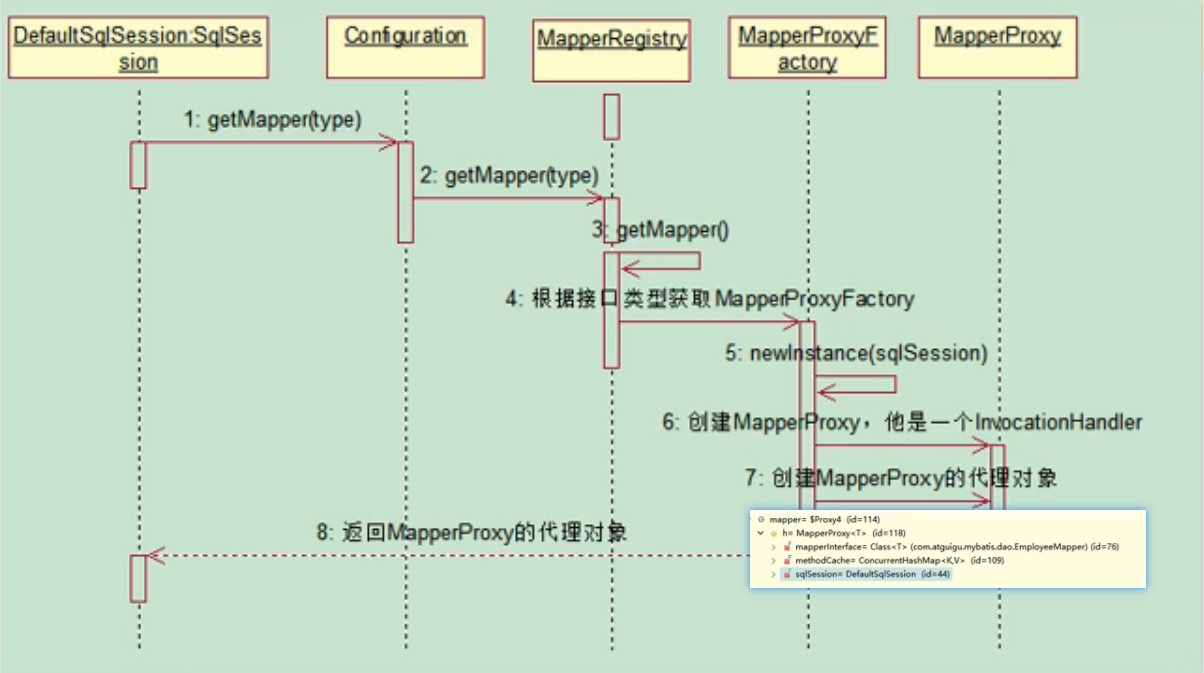 DefaultSqlSession:SqlSes
sion
Configuration
MapperRegistry
MapperProxyF
actory
MapperProxy
1: getMapper(type)
2: getMapper(type)
3: getMapper()
4: 根据接口类型获取MapperProxyFactory
5: newInstance(sqlSession)
6: 创建MapperProxy，他是一个InvocationHandler
7: 创建MapperProxy的代理对象
8: 返回MapperProxy的代理对象
mapper= $Proxy4 (id=114)
h= MapperProxy<T> (id=118)
mapperInterface= Class<T> (com.atguigu.mybatis.dao.EmployeeMapper) (id=76)
methodCache= ConcurrentHashMap<K,V> (id=109)
sqlSession= DefaultSqlSession (id=44)